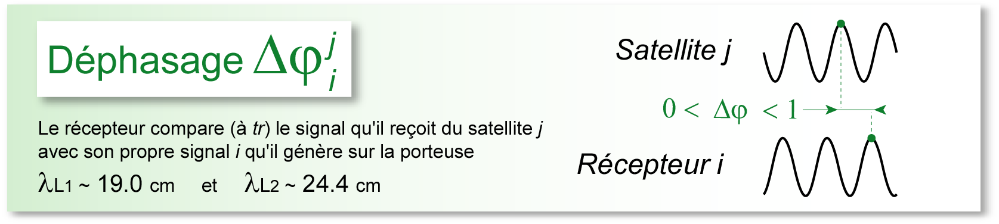 Déphasage Δφ j i
Le récepteur compare (à tr) le signal qu'il reçoit du satellite j
avec son propre signal i qu'il génère sur la porteuse
λL1 ~ 19.0 cm et λL2 ~ 24.4 cm
Satellite j
0 < Δφ < 1
Récepteur i